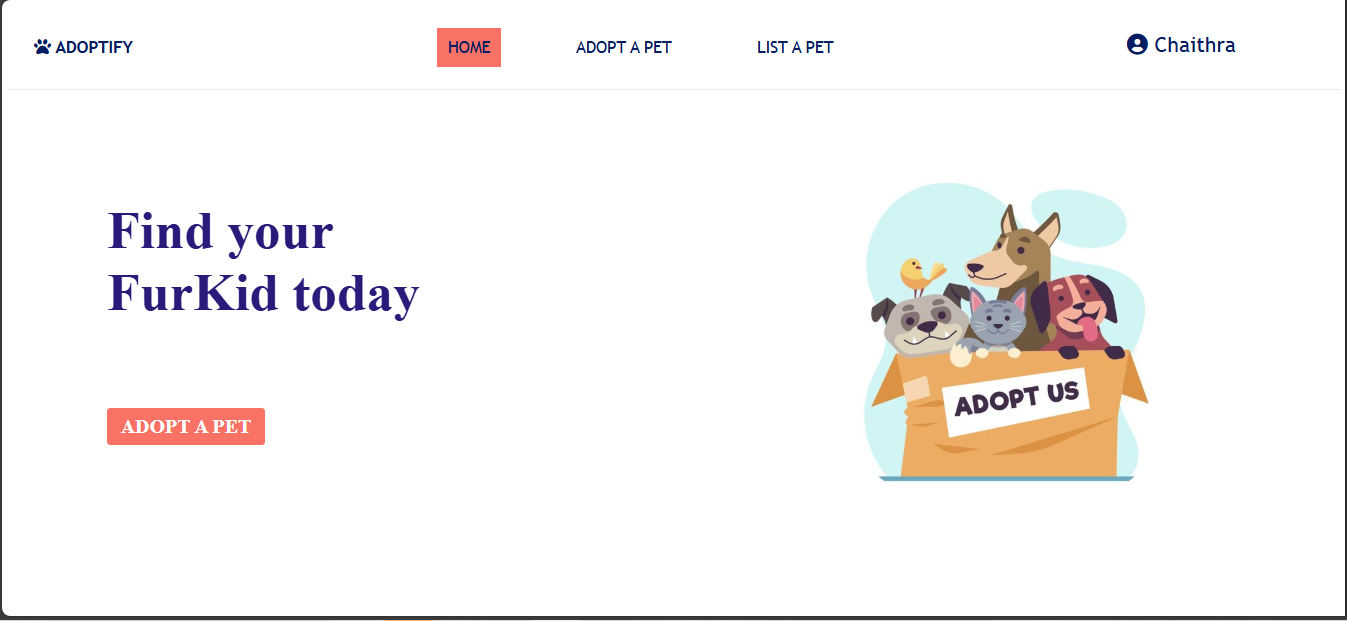 ADOPTIFY
HOME
ADOPT A PET
LIST A PET
Chaithra
Find your
FurKid today
ADOPT A PET
ADOPT US